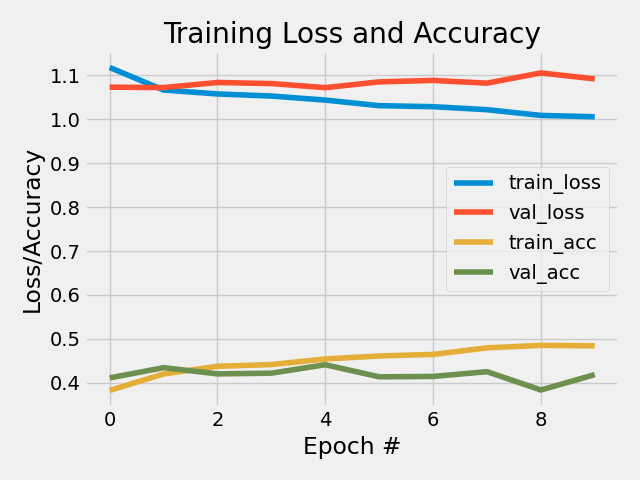 Training Loss and Accuracy
1.1
1.0
0.9
0.8
0.7
0.6
0.5
0.4
Loss/Accuracy
train_loss
val_loss
train_acc
val_acc
0 2 4 6 8
Epoch #